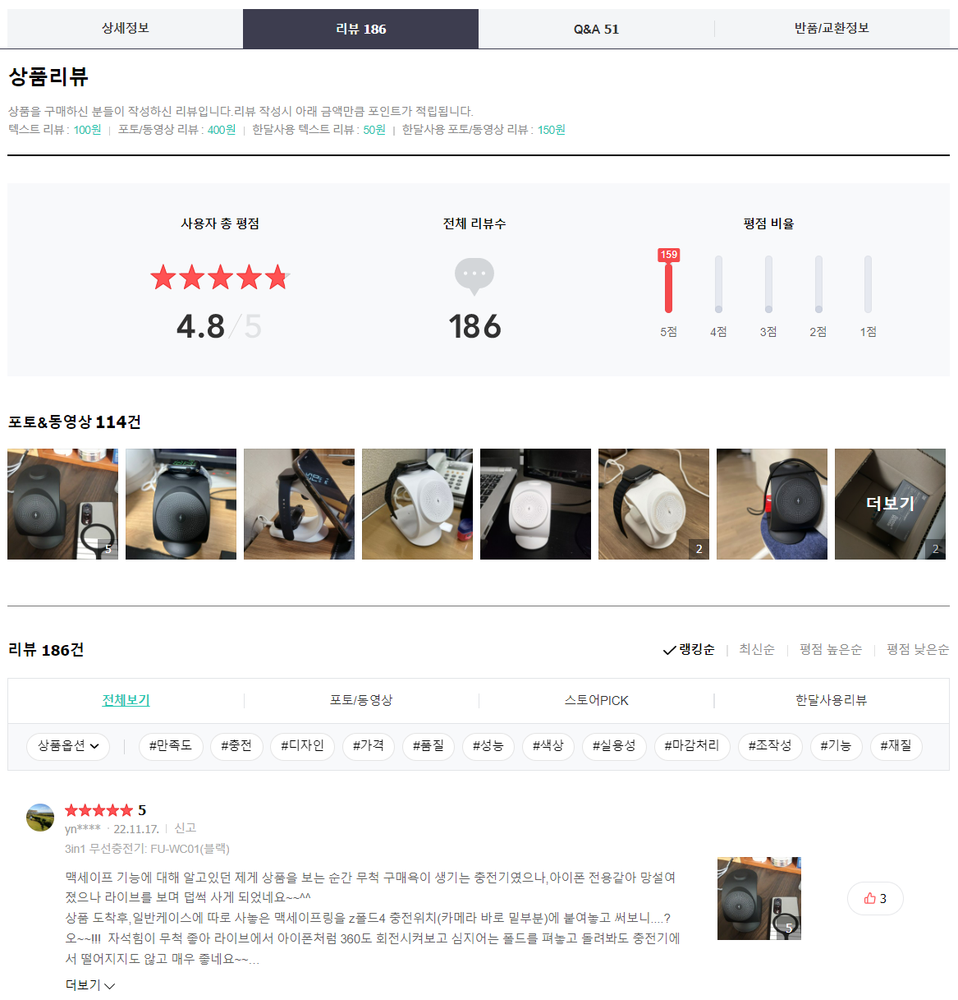 상세정보
리뷰 186
Q&A 51
반품/교환정보
상품리뷰
상품을 구매하신 분들이 작성하신 리뷰입니다.리뷰 작성시 아래 금액만큼 포인트가 적립됩니다.
텍스트 리뷰 : 100원 | 포토/동영상 리뷰 : 400원 | 한달사용 텍스트 리뷰 : 50원 | 한달사용 포토/동영상 리뷰 : 150원
사용자 총 평점
전체 리뷰수
평점 비율
159
4.8/5
186
5점
4점
3점
2점
1점
포토&동영상 114건
5
2
더보기
2
리뷰 186건
랭킹순 | 최신순 | 평점 높은순 | 평점 낮은순
전체보기
포토/동영상
스토어PICK
한달사용리뷰
상품옵션
#만족도
#충전
#디자인
#가격
#품질
#성능
#색상
#실용성
#마감처리
#조작성
#기능
#재질
5
yn**** · 22.11.17. | 신고
3in1 무선충전기: FU-WC01(블랙)
맥세이프 기능에 대해 알고있던 제게 상품을 보는 순간 무척 구매욕이 생기는 충전기였으나,아이폰 전용같아 망설여
졌으나 라이브를 보며 덥썩 사게 되었네요~~^^
상품 도착후,일반케이스에 따로 사놓은 맥세이프링을 z폴드4 충전위치(카메라 바로 밑부분)에 붙여놓고 써보니....?
오~~!!! 자석힘이 무척 좋아 라이브에서 아이폰처럼 360도 회전시켜보고 심지어는 폴드를 펴놓고 돌려봐도 충전기에
서 떨어지지도 않고 매우 좋네요~~...
더보기
5
3